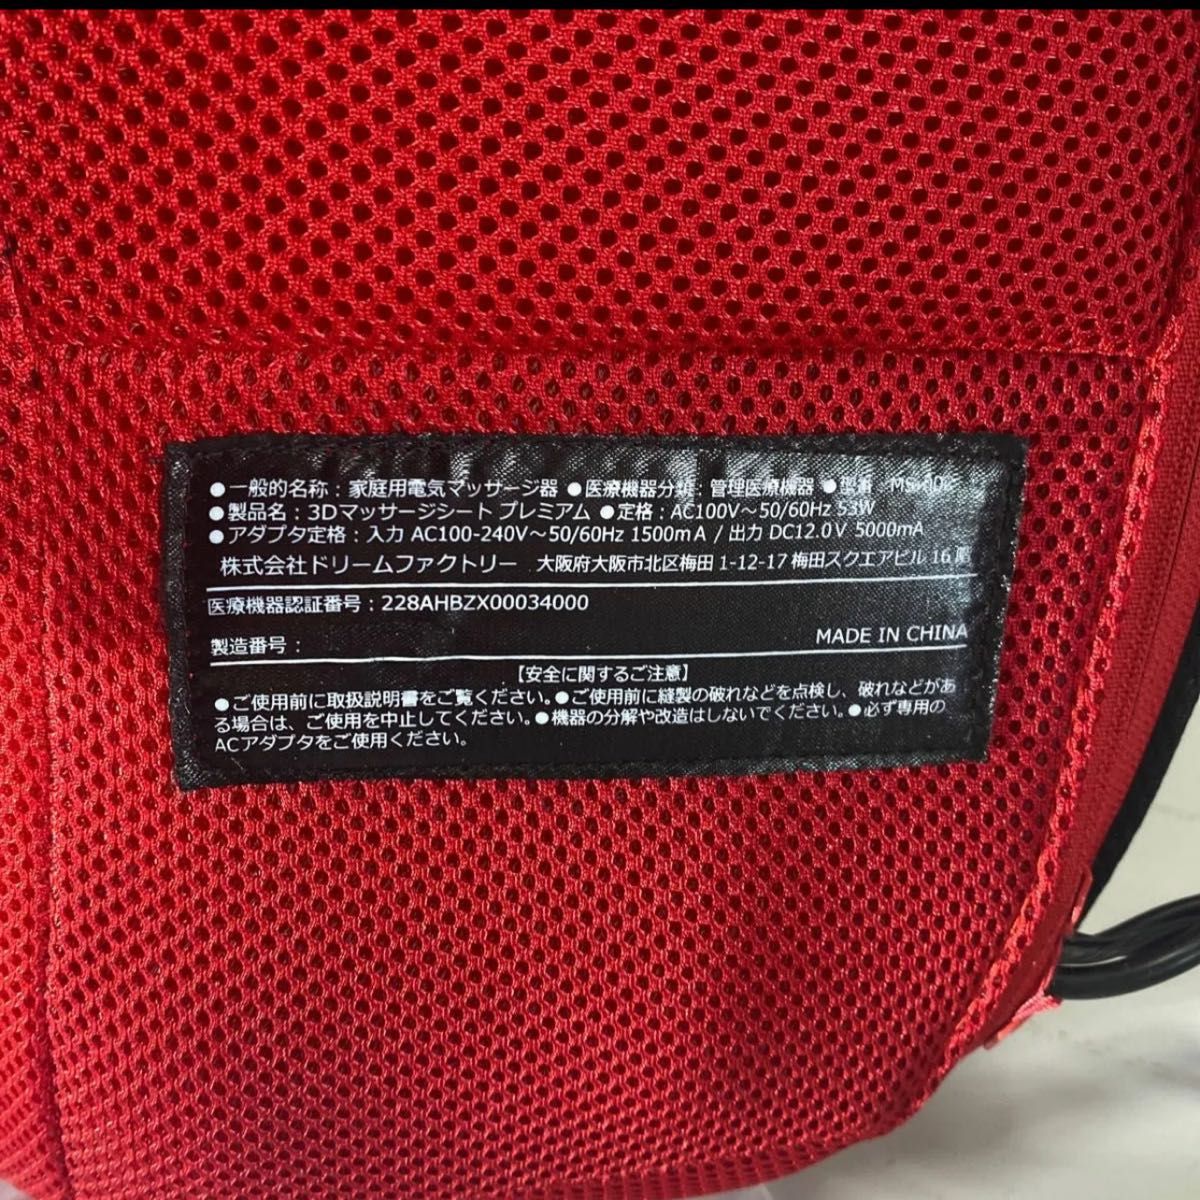 ●一般的名称：家庭用電気マッサージ器 ●医療機器分類：管理医療機器 ●型番
●製品名：3Dマッサージシート プレミアム ●定格：AC100V～50/60Hz 53W
●アダプタ定格：入力 AC100-240V～50/60Hz 1500mA / 出力 DC12.0V 5000mA
株式会社ドリームファクトリー 大阪府大阪市北区梅田 1-12-17 梅田スクエアビル 16 階
医療機器認証番号：228AHBZX00034000
製造番号：
MADE IN CHINA
【安全に関するご注意】
●ご使用前に取扱説明書をご覧ください。●ご使用前に縫製の破れなどを点検し、破れなどがあ
る場合は、ご使用を中止してください。●機器の分解や改造はしないでください。●必ず専用の
ACアダプタをご使用ください。